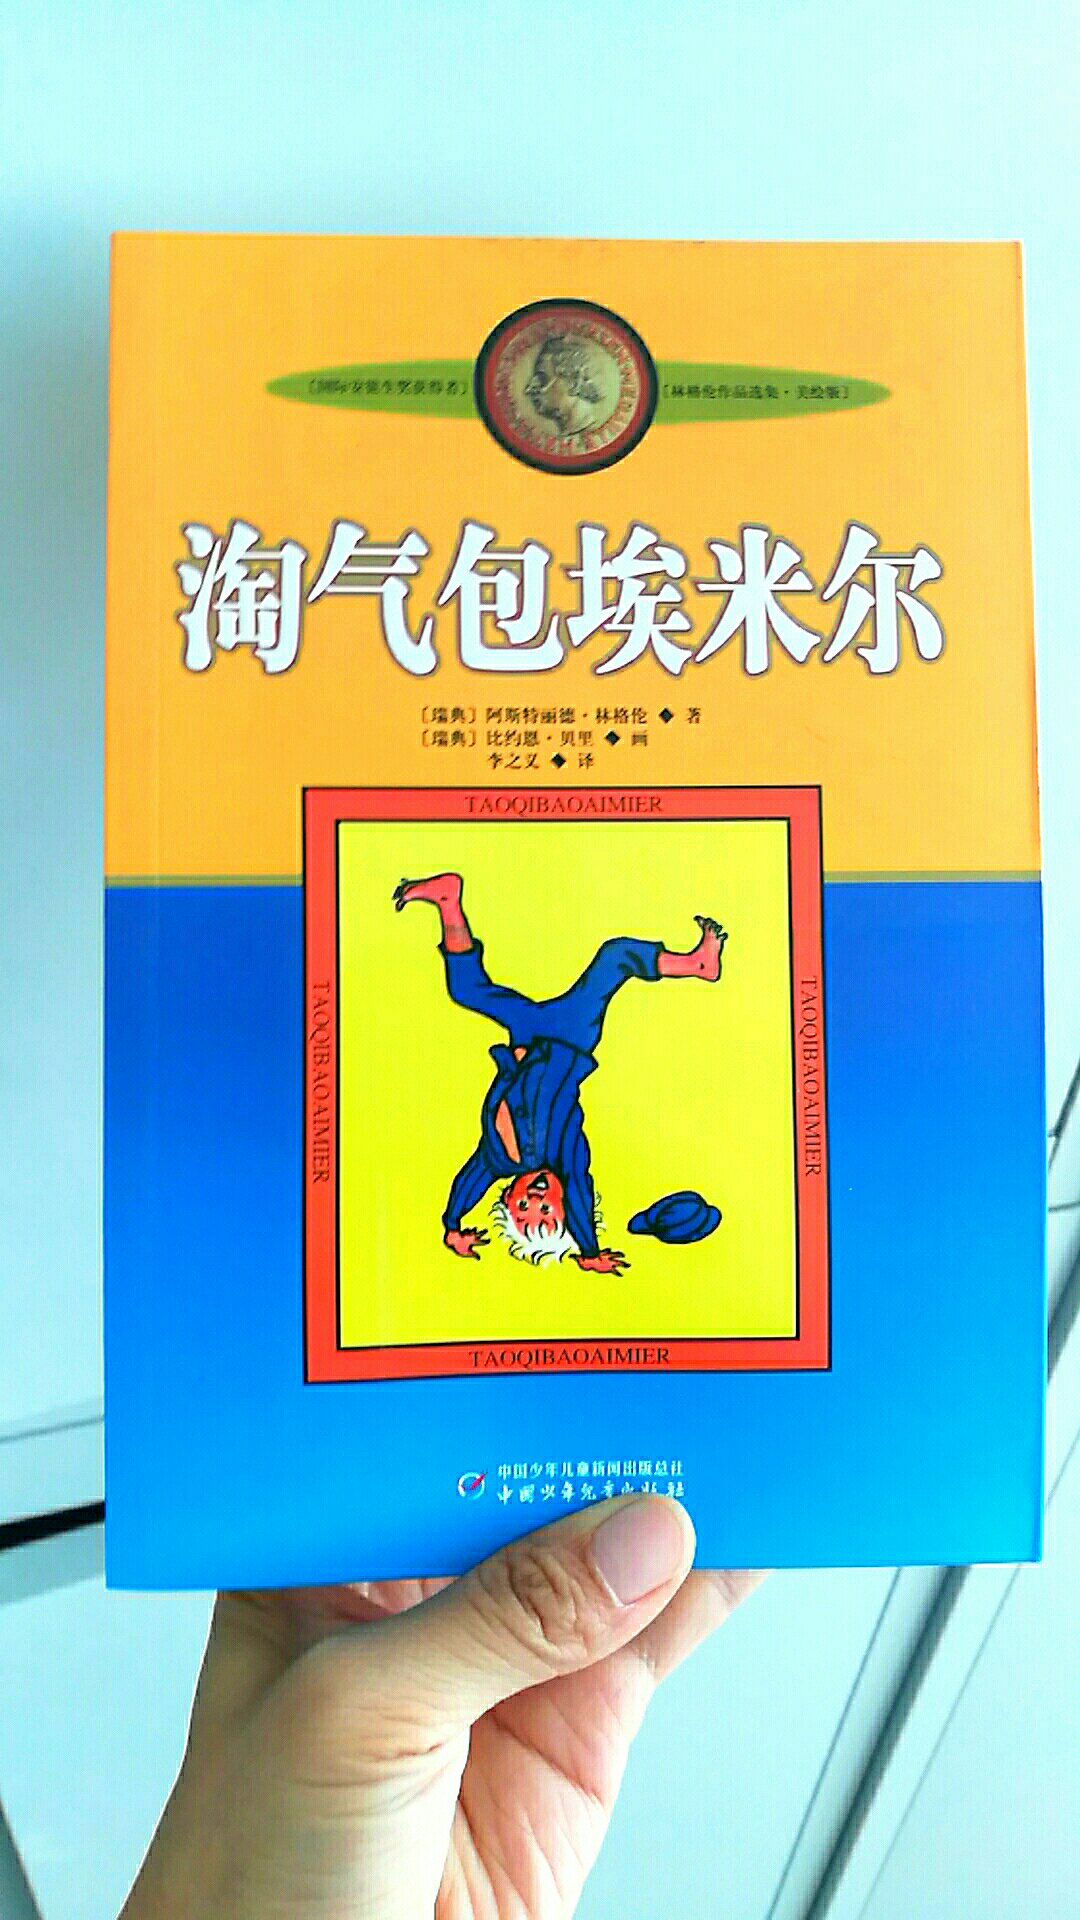 〔国际安徒生奖获得者〕
〔林格伦作品选集·美绘版〕
淘气包埃米尔
〔瑞典〕阿斯特丽德·林格伦 ◆ 著
〔瑞典〕比约恩·贝里 ◆ 画
李之义 ◆ 译
TAOQIBAOAIMIER
TAOQIBAOAIMIER
TAOQIBAOAIMIER
TAOQIBAOAIMIER
中国少年儿童新闻出版总社
中国少年儿童出版社